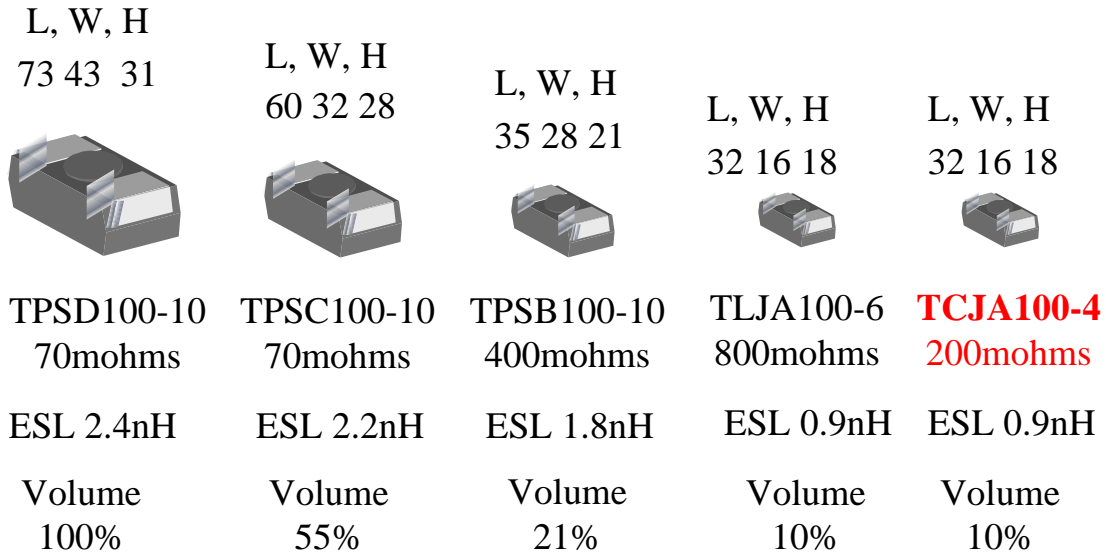 L, W, H
73 43 31
TPSD100-10
70mohms
ESL 2.4nH
Volume
100%
L, W, H
60 32 28
TPSC100-10
70mohms
ESL 2.2nH
Volume
55%
L, W, H
35 28 21
TPSB100-10
400mohms
ESL 1.8nH
Volume
21%
L, W, H
32 16 18
TLJA100-6
800mohms
ESL 0.9nH
Volume
10%
L, W, H
32 16 18
TCJA100-4
200mohms
ESL 0.9nH
Volume
10%